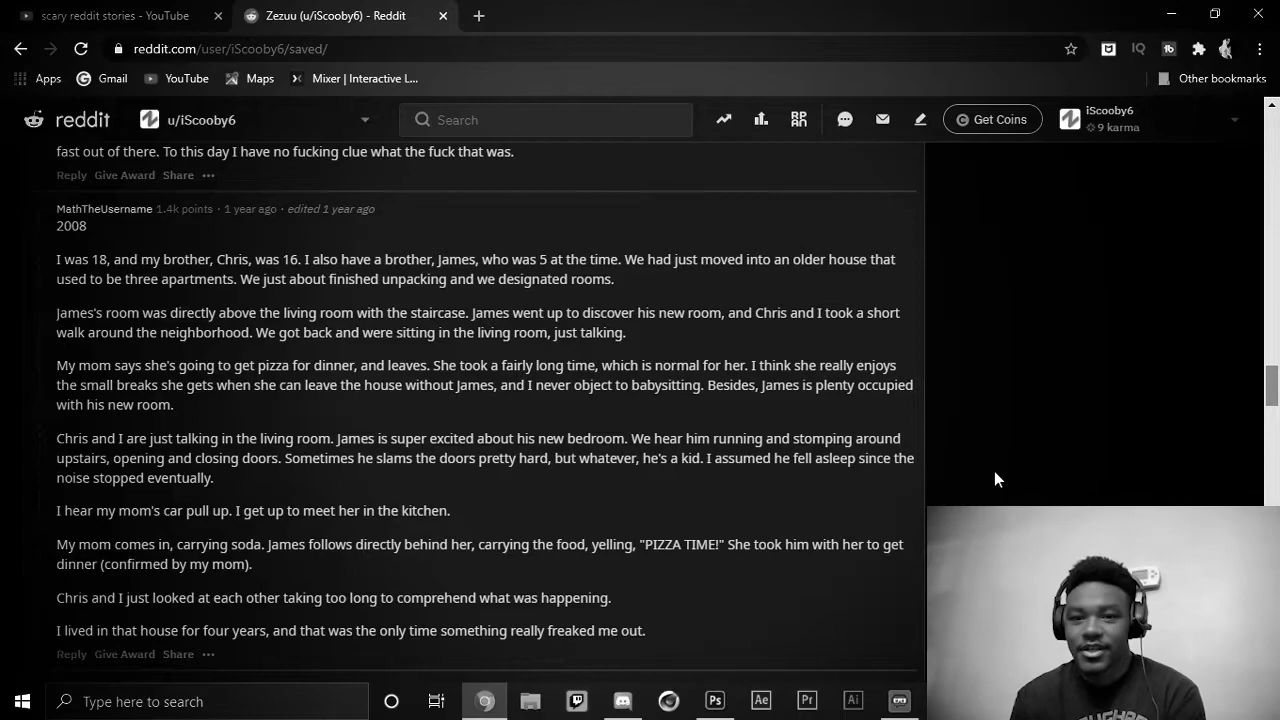 scary reddit stories - YouTube
Zezuu (u/iScooby6) - Reddit
reddit.com/user/iScooby6/saved/
Apps Gmail YouTube Maps Mixer | Interactive L... Other bookmarks
reddit u/iScooby6 Search Get Coins iScooby6
9 karma
fast out of there. To this day I have no fucking clue what the fuck that was.
Reply Give Award Share
MathTheUsername 1.4k points · 1 year ago · edited 1 year ago
2008
I was 18, and my brother, Chris, was 16. I also have a brother, James, who was 5 at the time. We had just moved into an older house that
used to be three apartments. We just about finished unpacking and we designated rooms.
James's room was directly above the living room with the staircase. James went up to discover his new room, and Chris and I took a short
walk around the neighborhood. We got back and were sitting in the living room, just talking.
My mom says she's going to get pizza for dinner, and leaves. She took a fairly long time, which is normal for her. I think she really enjoys
the small breaks she gets when she can leave the house without James, and I never object to babysitting. Besides, James is plenty occupied
with his new room.
Chris and I are just talking in the living room. James is super excited about his new bedroom. We hear him running and stomping around
upstairs, opening and closing doors. Sometimes he slams the doors pretty hard, but whatever, he's a kid. I assumed he fell asleep since the
noise stopped eventually.
I hear my mom's car pull up. I get up to meet her in the kitchen.
My mom comes in, carrying soda. James follows directly behind her, carrying the food, yelling, "PIZZA TIME!" She took him with her to get
dinner (confirmed by my mom).
Chris and I just looked at each other taking too long to comprehend what was happening.
I lived in that house for four years, and that was the only time something really freaked me out.
Reply Give Award Share
Type here to search
Ps Ae Pr Ai